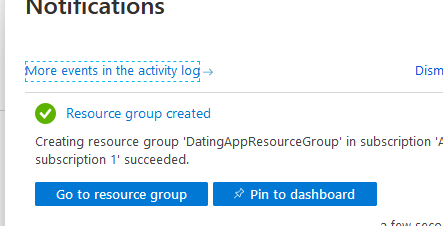 Notifications
More events in the activity log →
Dism
Resource group created
Creating resource group 'DatingAppResourceGroup' in subscription 'A
subscription 1' succeeded.
Go to resource group
Pin to dashboard
a few seco